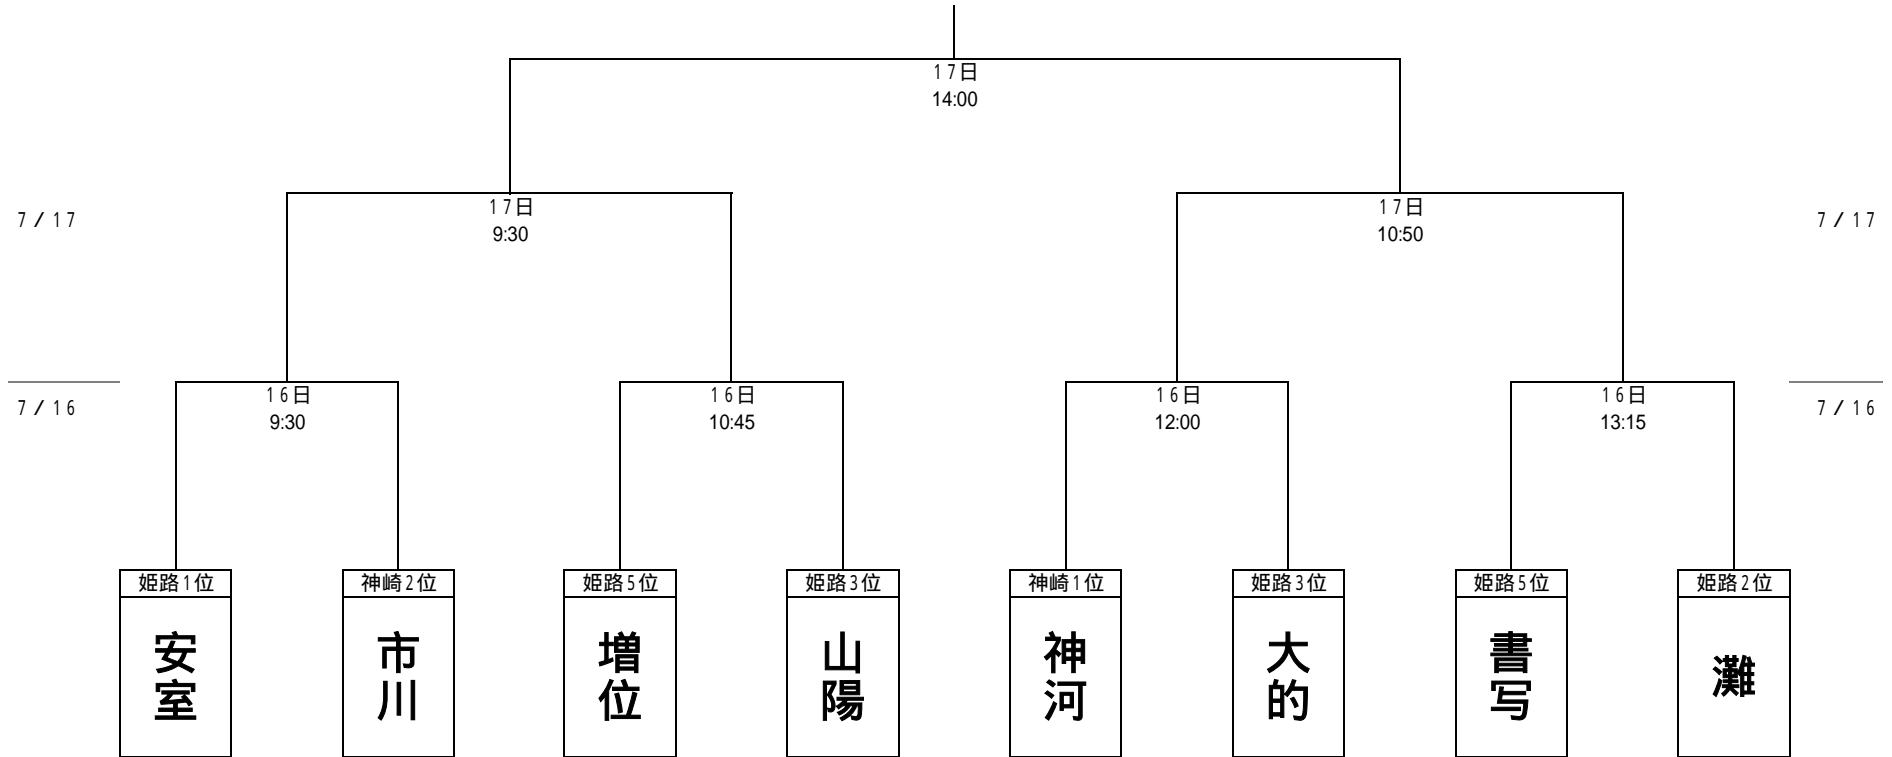 17日
14:00
17日
9:30
17日
10:50
7/17
7/17
16日
9:30
16日
10:45
16日
12:00
16日
13:15
7/16
7/16
姫路1位
神崎2位
姫路5位
姫路3位
神崎1位
姫路3位
姫路5位
姫路2位
安室
市川
増位
山陽
神河
大的
書写
灘